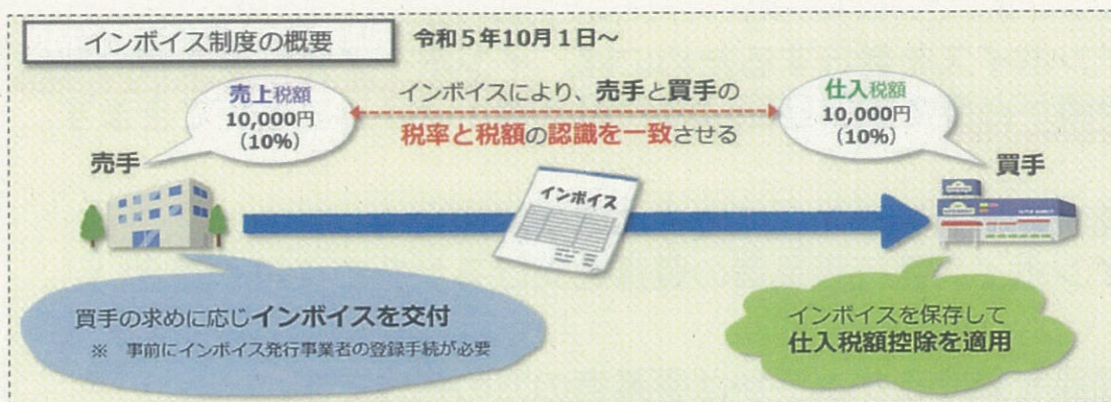 インボイス制度の概要
令和5年10月1日~
売上税額
10,000円
(10%)
インボイスにより、売手と買手の
税率と税額の認識を一致させる
仕入税額
10,000円
(10%)
売手
買手
インボイス
買手の求めに応じインボイスを交付
※ 事前にインボイス発行事業者の登録手続が必要
インボイスを保存して
仕入税額控除を適用